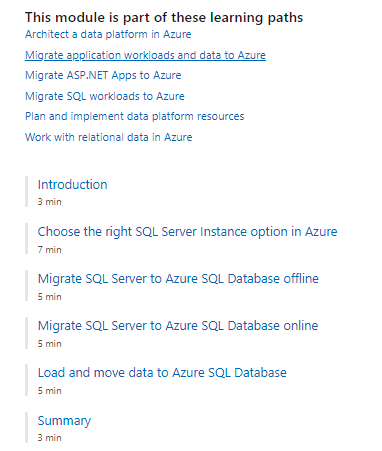 This module is part of these learning paths
Architect a data platform in Azure
Migrate application workloads and data to Azure
Migrate ASP.NET Apps to Azure
Migrate SQL workloads to Azure
Plan and implement data platform resources
Work with relational data in Azure
Introduction
3 min
Choose the right SQL Server Instance option in Azure
7 min
Migrate SQL Server to Azure SQL Database offline
5 min
Migrate SQL Server to Azure SQL Database online
5 min
Load and move data to Azure SQL Database
5 min
Summary
3 min